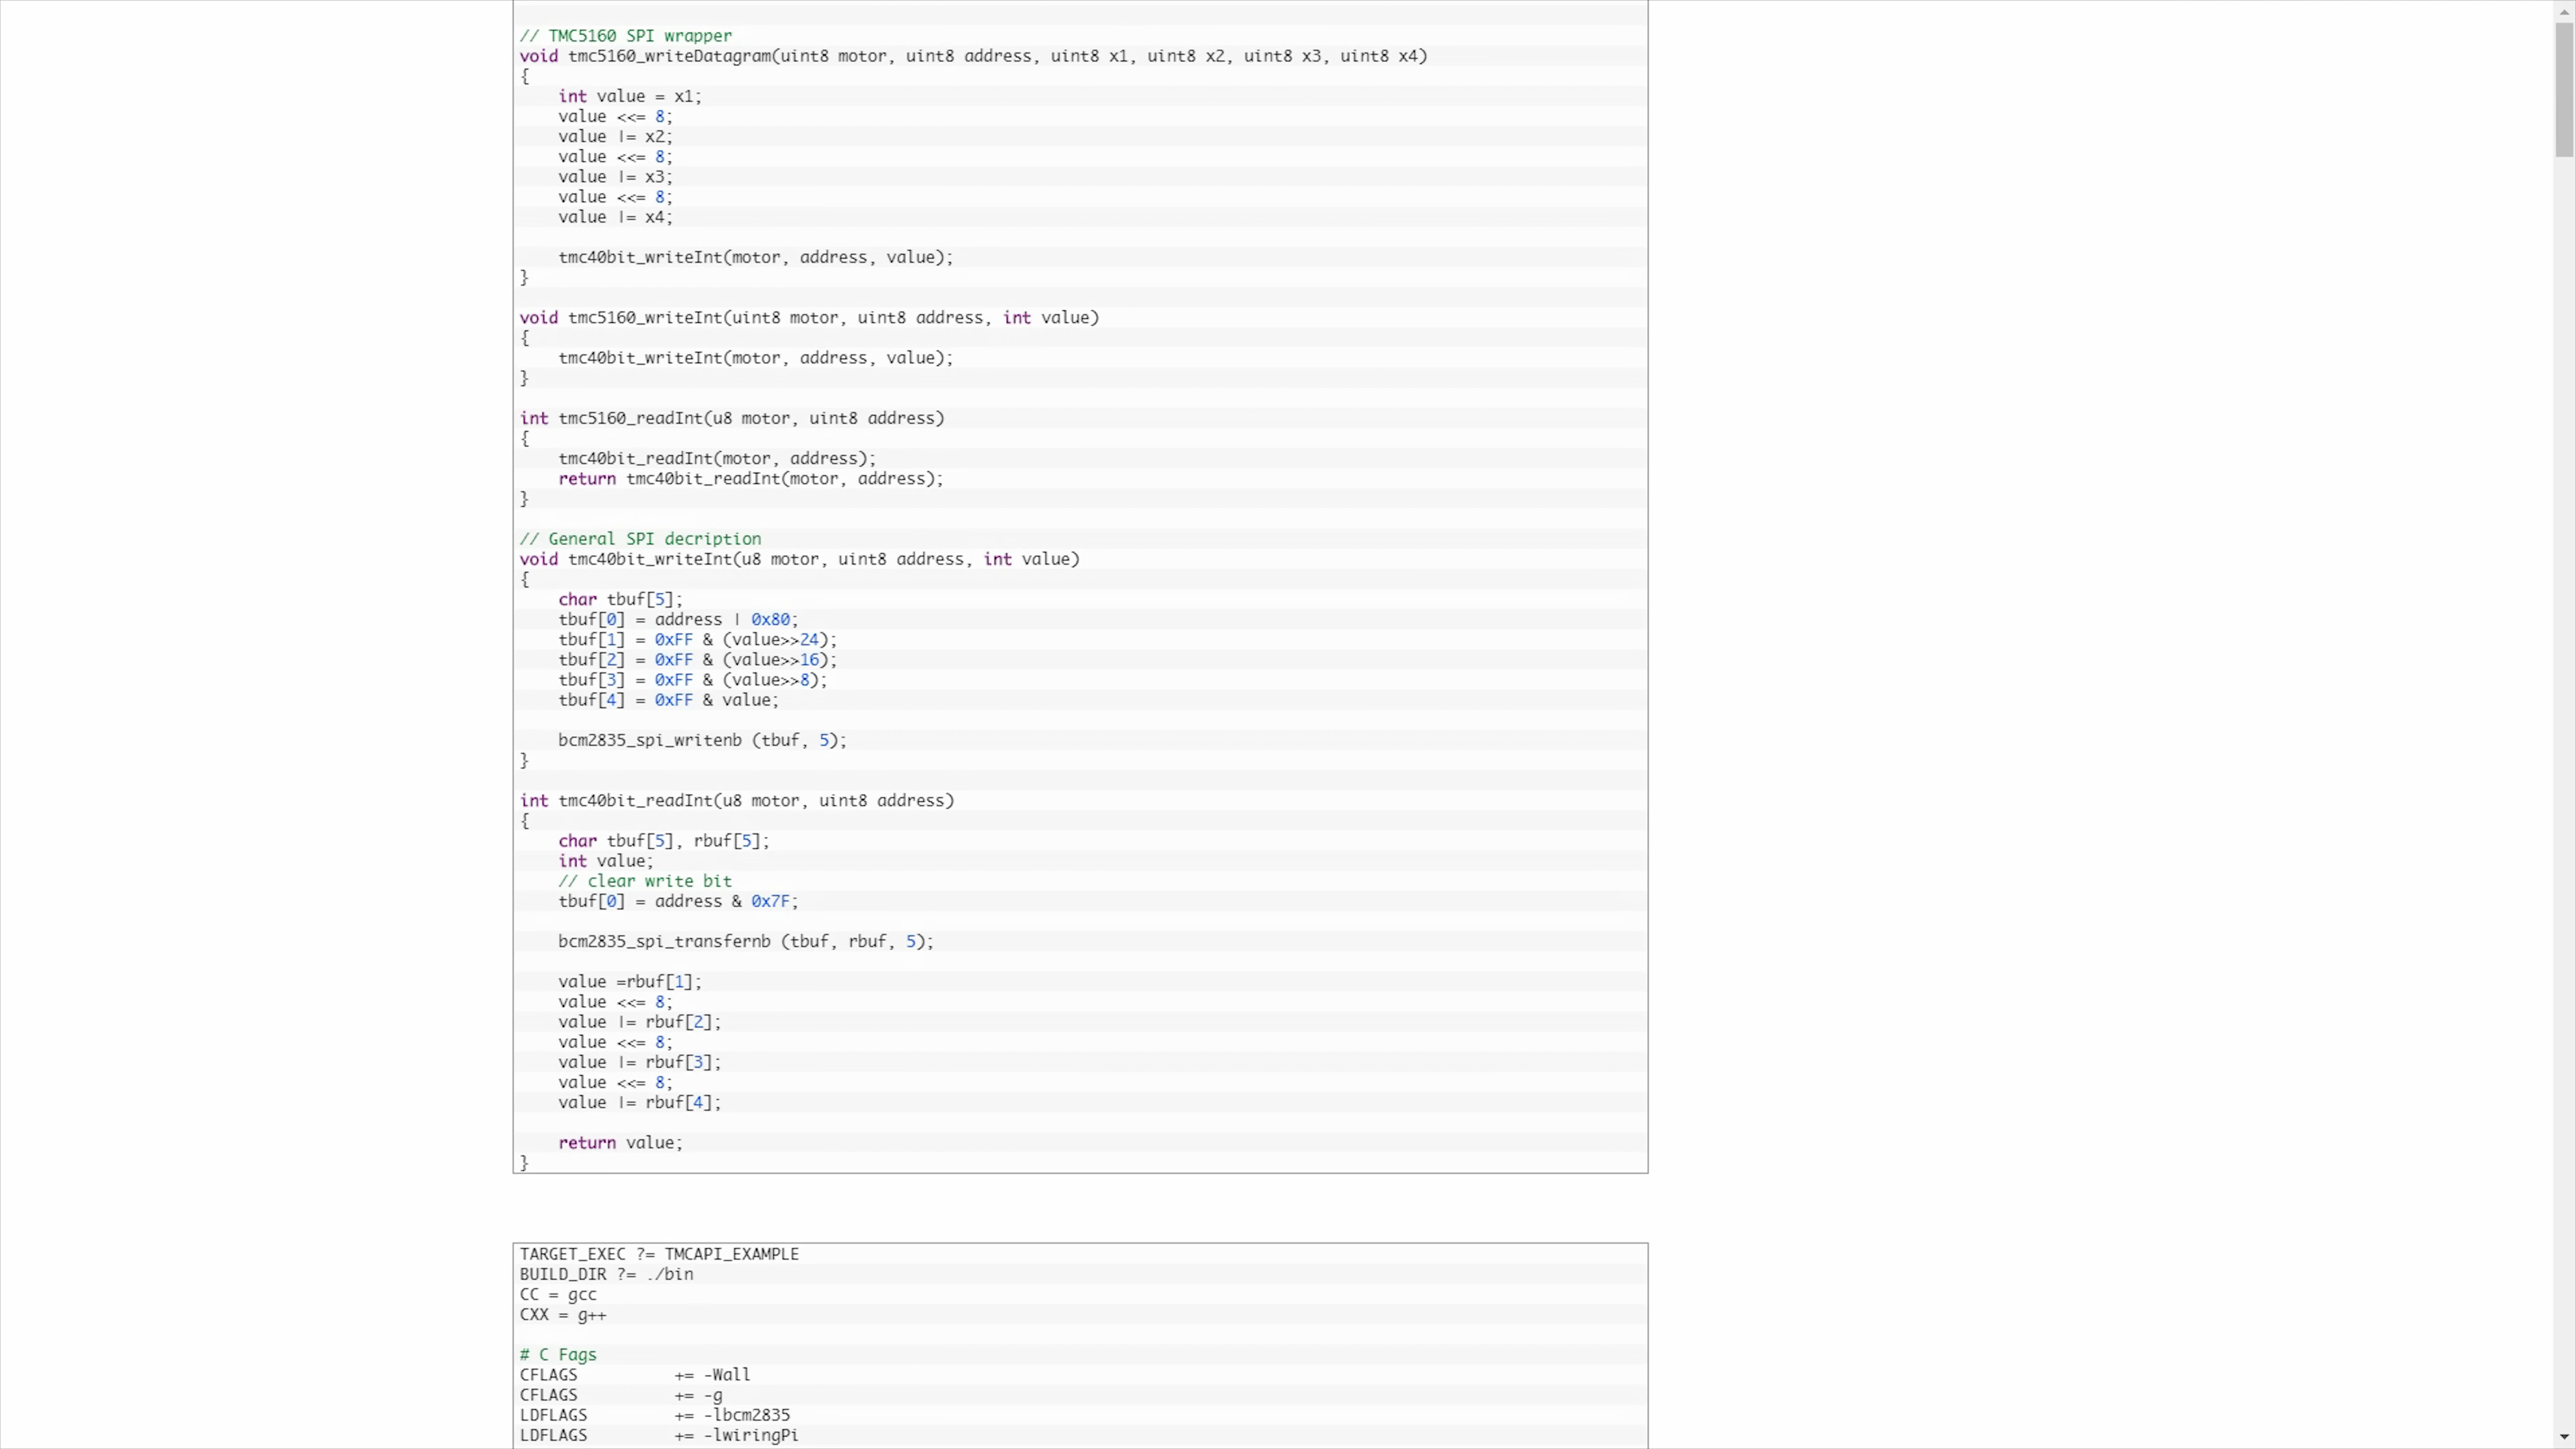 // TMC5160 SPI wrapper
void tmc5160_writeDatagram(uint8 motor, uint8 address, uint8 x1, uint8 x2, uint8 x3, uint8 x4)
{
    int value = x1;
    value <<= 8;
    value |= x2;
    value <<= 8;
    value |= x3;
    value <<= 8;
    value |= x4;

    tmc40bit_writeInt(motor, address, value);
}

void tmc5160_writeInt(uint8 motor, uint8 address, int value)
{
    tmc40bit_writeInt(motor, address, value);
}

int tmc5160_readInt(u8 motor, uint8 address)
{
    tmc40bit_readInt(motor, address);
    return tmc40bit_readInt(motor, address);
}

// General SPI decription
void tmc40bit_writeInt(u8 motor, uint8 address, int value)
{
    char tbuf[5];
    tbuf[0] = address | 0x80;
    tbuf[1] = 0xFF & (value>>24);
    tbuf[2] = 0xFF & (value>>16);
    tbuf[3] = 0xFF & (value>>8);
    tbuf[4] = 0xFF & value;

    bcm2835_spi_writenb (tbuf, 5);
}

int tmc40bit_readInt(u8 motor, uint8 address)
{
    char tbuf[5], rbuf[5];
    int value;
    // clear write bit
    tbuf[0] = address & 0x7F;

    bcm2835_spi_transfernb (tbuf, rbuf, 5);

    value =rbuf[1];
    value <<= 8;
    value |= rbuf[2];
    value <<= 8;
    value |= rbuf[3];
    value <<= 8;
    value |= rbuf[4];

    return value;
}

TARGET_EXEC ?= TMCAPI_EXAMPLE
BUILD_DIR ?= ./bin
CC = gcc
CXX = g++

# C Fags
CFLAGS          += -Wall
CFLAGS          += -g
LDFLAGS         += -lbcm2835
LDFLAGS         += -lwiringPi